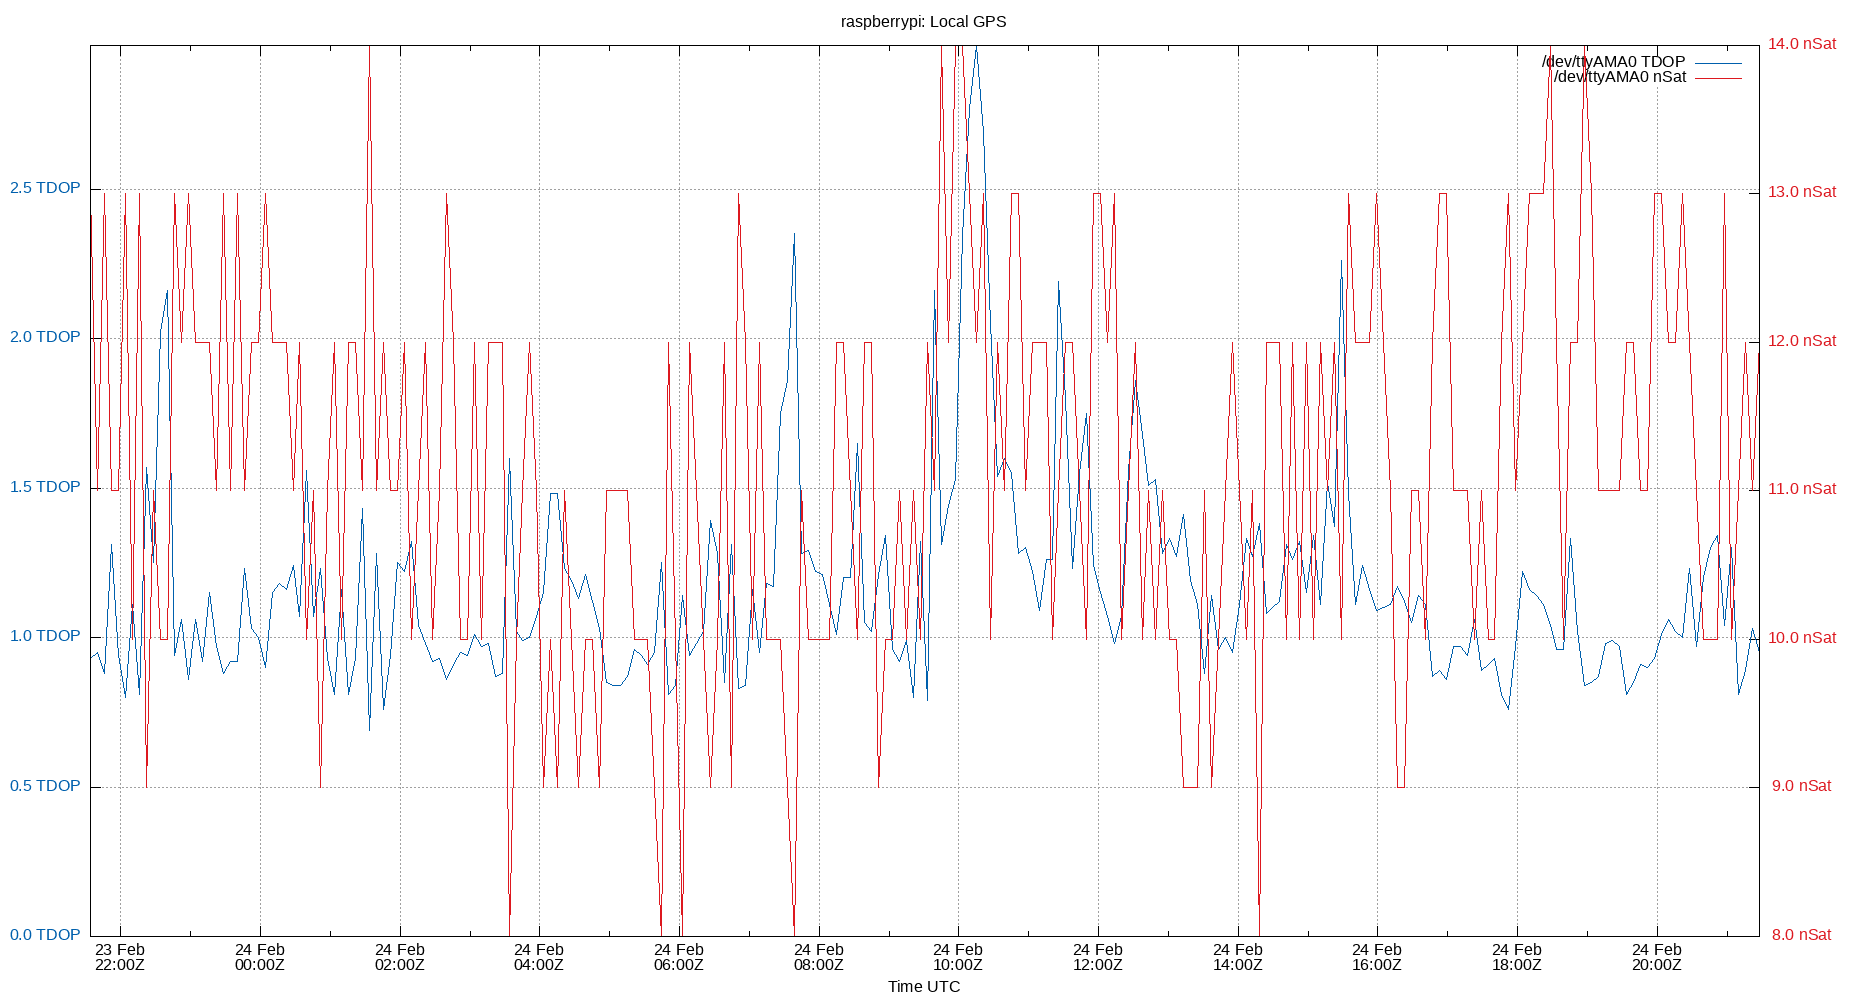 raspberrypi: Local GPS
14.0 nSat
/dev/ttyAMA0 TDOP
/dev/ttyAMA0 nSat
2.5 TDOP
13.0 nSat
2.0 TDOP
12.0 nSat
1.5 TDOP
11.0 nSat
1.0 TDOP
10.0 nSat
0.5 TDOP
9.0 nSat
0.0 TDOP
8.0 nSat
23 Feb 24 Feb 24 Feb 24 Feb 24 Feb 24 Feb 24 Feb 24 Feb 24 Feb 24 Feb 24 Feb 24 Feb
22:00Z 00:00Z 02:00Z 04:00Z 06:00Z 08:00Z 10:00Z 12:00Z 14:00Z 16:00Z 18:00Z 20:00Z
Time UTC